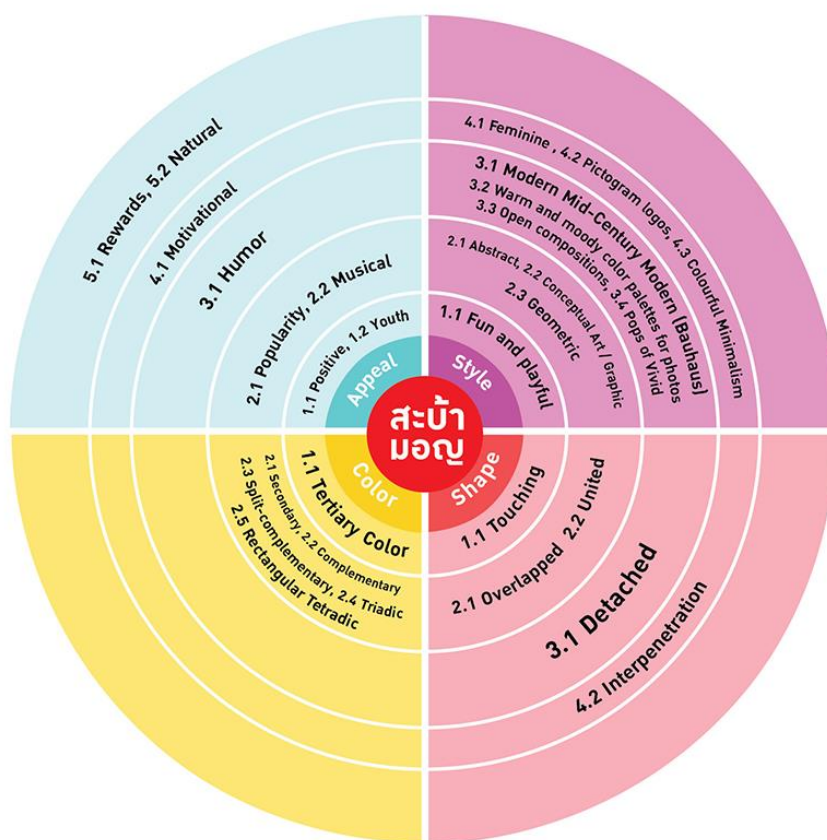 สะบ้า
มอญ
Appeal
1.1 Positive, 1.2 Youth
2.1 Popularity, 2.2 Musical
3.1 Humor
4.1 Motivational
5.1 Rewards, 5.2 Natural
Style
1.1 Fun and playful
2.1 Abstract, 2.2 Conceptual Art / Graphic
2.3 Geometric
3.1 Modern Mid-Century Modern (Bauhaus)
3.2 Warm and moody color palettes for photos
3.3 Open compositions, 3.4 Pops of Vivid
4.1 Feminine , 4.2 Pictogram logos, 4.3 Colourful Minimalism
Color
1.1 Tertiary Color
2.1 Secondary, 2.2 Complementary
2.3 Split-complementary, 2.4 Triadic
2.5 Rectangular Tetradic
Shape
1.1 Touching
2.1 Overlapped 2.2 United
3.1 Detached
4.2 Interpenetration